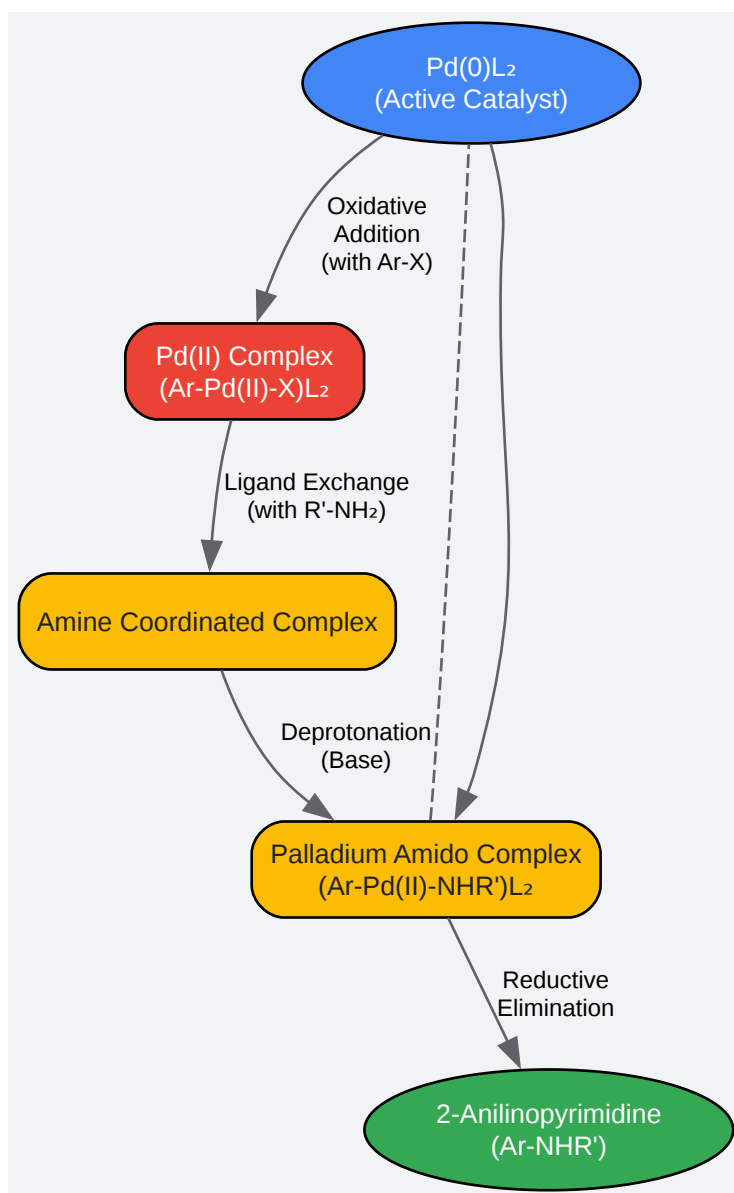 Pd(0)L₂
(Active Catalyst)
Oxidative
Addition
(with Ar-X)
Pd(II) Complex
(Ar-Pd(II)-X)L₂
Ligand Exchange
(with R'-NH₂)
Amine Coordinated Complex
Deprotonation
(Base)
Palladium Amido Complex
(Ar-Pd(II)-NHR')L₂
Reductive
Elimination
2-Anilinopyrimidine
(Ar-NHR')